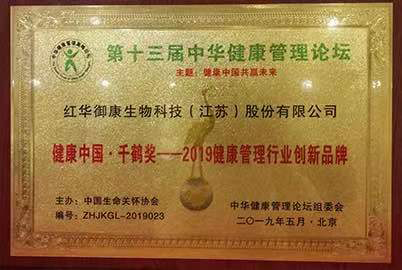 第十三届中华健康管理论坛
主题：健康中国共赢未来
红华御康生物科技（江苏）股份有限公司
健康中国·千鹤奖——2019健康管理行业创新品牌
主办：中国生命关怀协会
中华健康管理论坛组委会
编号：ZHJKGL-2019023
二〇一九年五月·北京